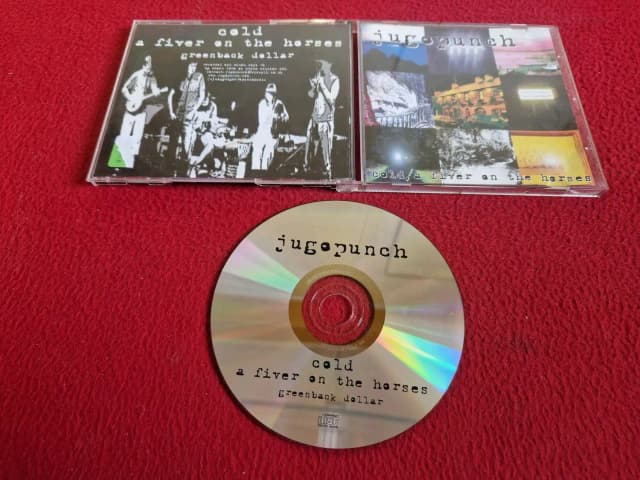 cold
a fiver on the horses
greenback dollar
jugopunch
cold/a fiver on the horses
jugopunch
cold
a fiver on the horses
greenback dollar